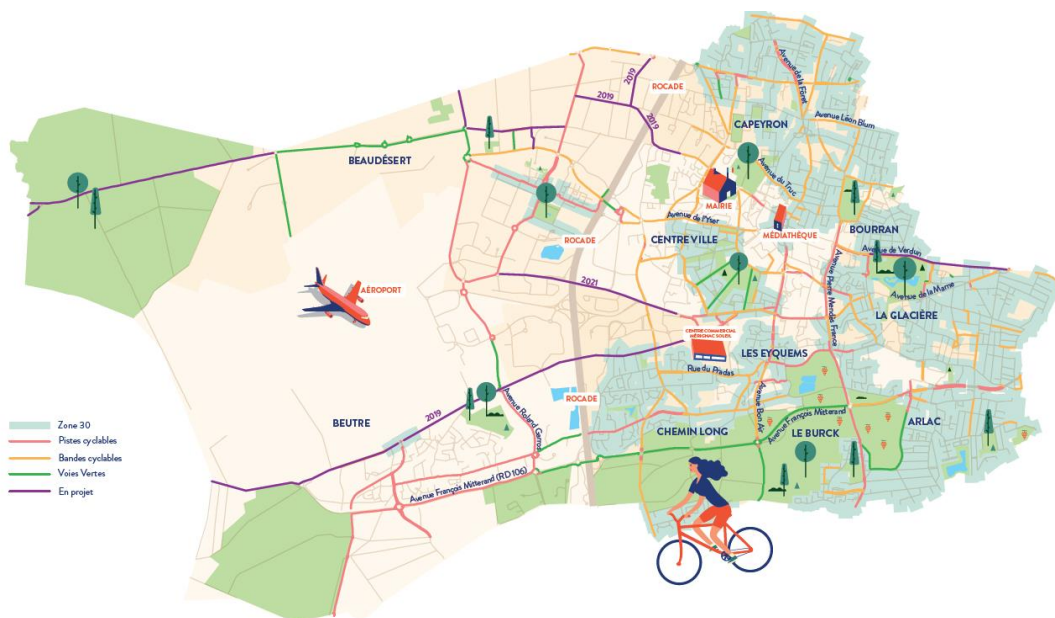 2019
ROCADE
Avenue de la Fôret
2019
2019
CAPEYRON
Avenue Léon Blum
BEAUDÉSERT
Avenue du Truc
MAIRIE
Avenue de l'Yser
MÉDIATHÈQUE
BOURRAN
CENTRE VILLE
ROCADE
Avenue de Verdun
AÉROPORT
2021
Avenue Pierre Mendès France
Avenue de la Marne
LA GLACIÈRE
CENTRE COMMERCIAL
MÉRIGNAC SOLEIL
LES EYQUEMS
Rue du Pradas
ROCADE
Avenue Bon Air
BEUTRE
2019
Avenue Roland Garros
CHEMIN LONG
Avenue François Mitterand
LE BURCK
ARLAC
Avenue François Mitterand (RD 106)
Zone 30
Pistes cyclables
Bandes cyclables
Voies Vertes
En projet